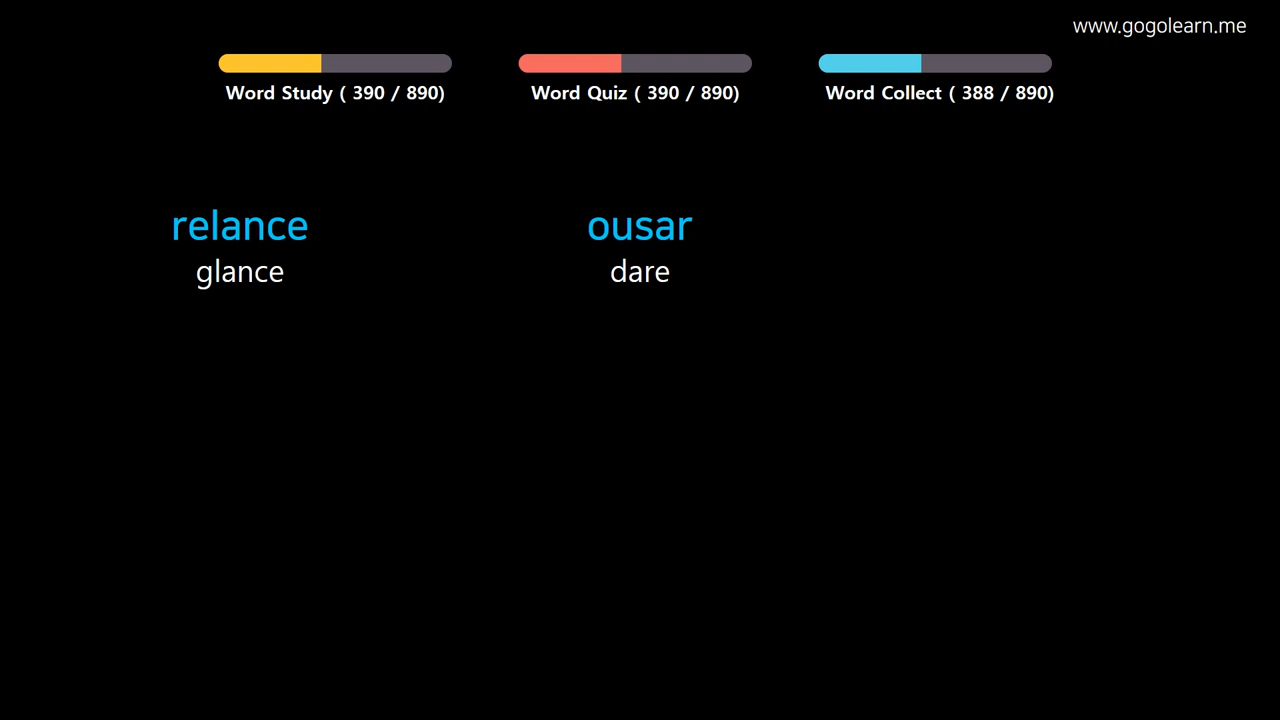 www.gogolearn.me
Word Study ( 390 / 890)
Word Quiz ( 390 / 890)
Word Collect ( 388 / 890)
relance
glance
ousar
dare